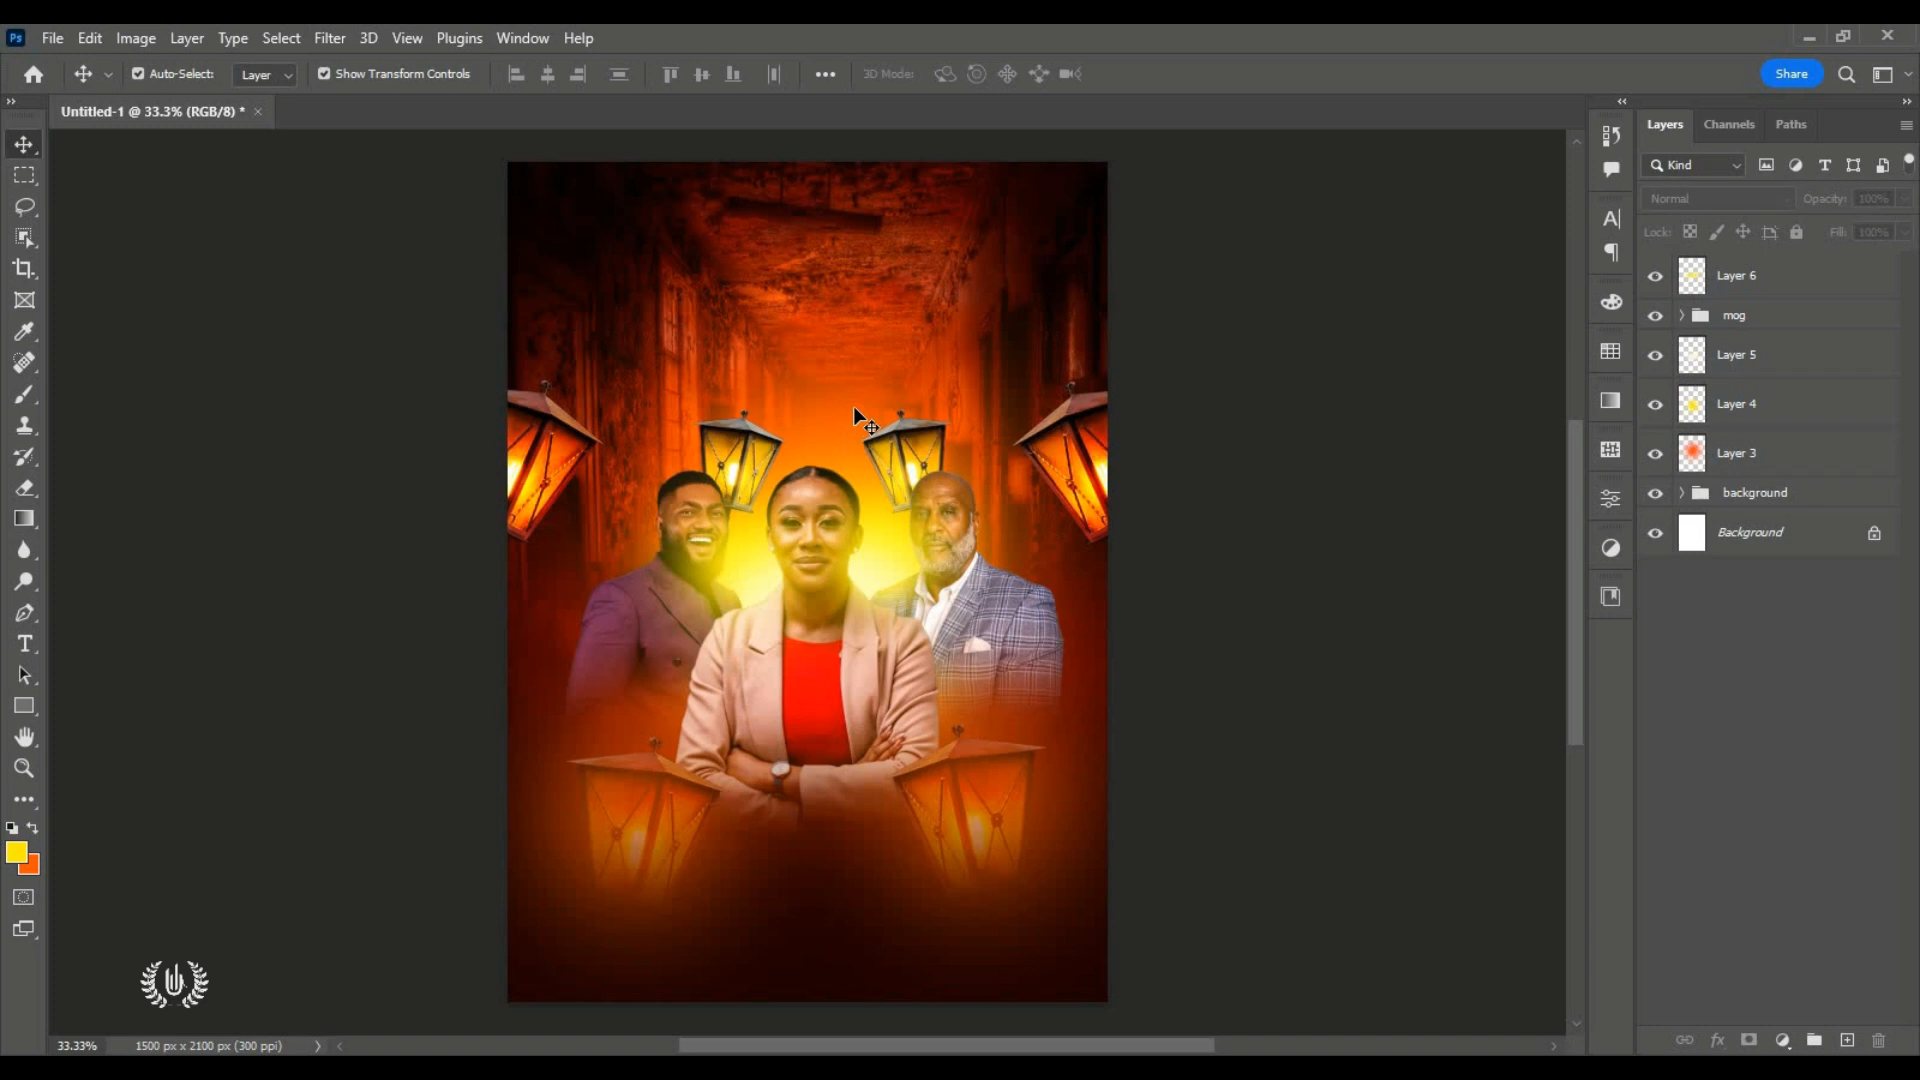 Ps File Edit Image Layer Type Select Filter 3D View Plugins Window Help
Auto-Select: Layer Show Transform Controls 3D Mode: Share
Untitled-1 @ 33.3% (RGB/8) *
Layers Channels Paths
Kind
Normal Opacity: 100%
Lock: Fill: 100%
Layer 6
mog
Layer 5
Layer 4
Layer 3
background
Background
33.33% 1500 px x 2100 px (300 ppi)